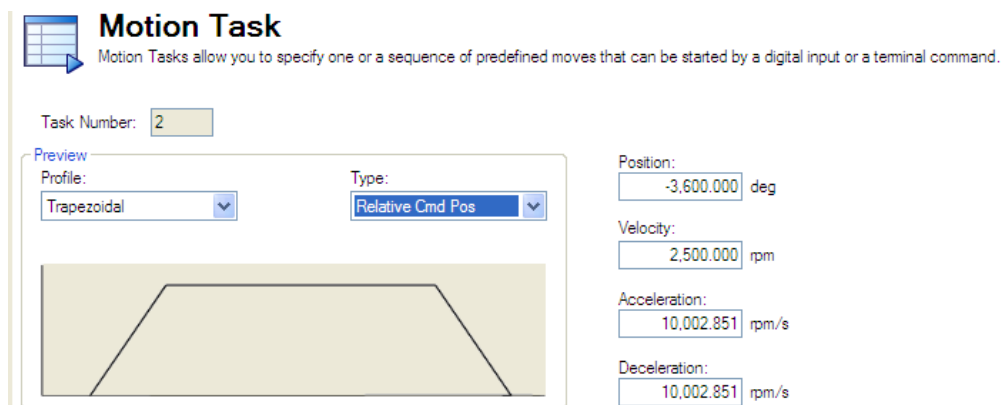 Motion Task
Motion Tasks allow you to specify one or a sequence of predefined moves that can be started by a digital input or a terminal command.
Task Number: 2
Preview
Profile:
Type:
Trapezoidal
Relative Cmd Pos
Position:
-3,600.000 deg
Velocity:
2,500.000 rpm
Acceleration:
10,002.851 rpm/s
Deceleration:
10,002.851 rpm/s